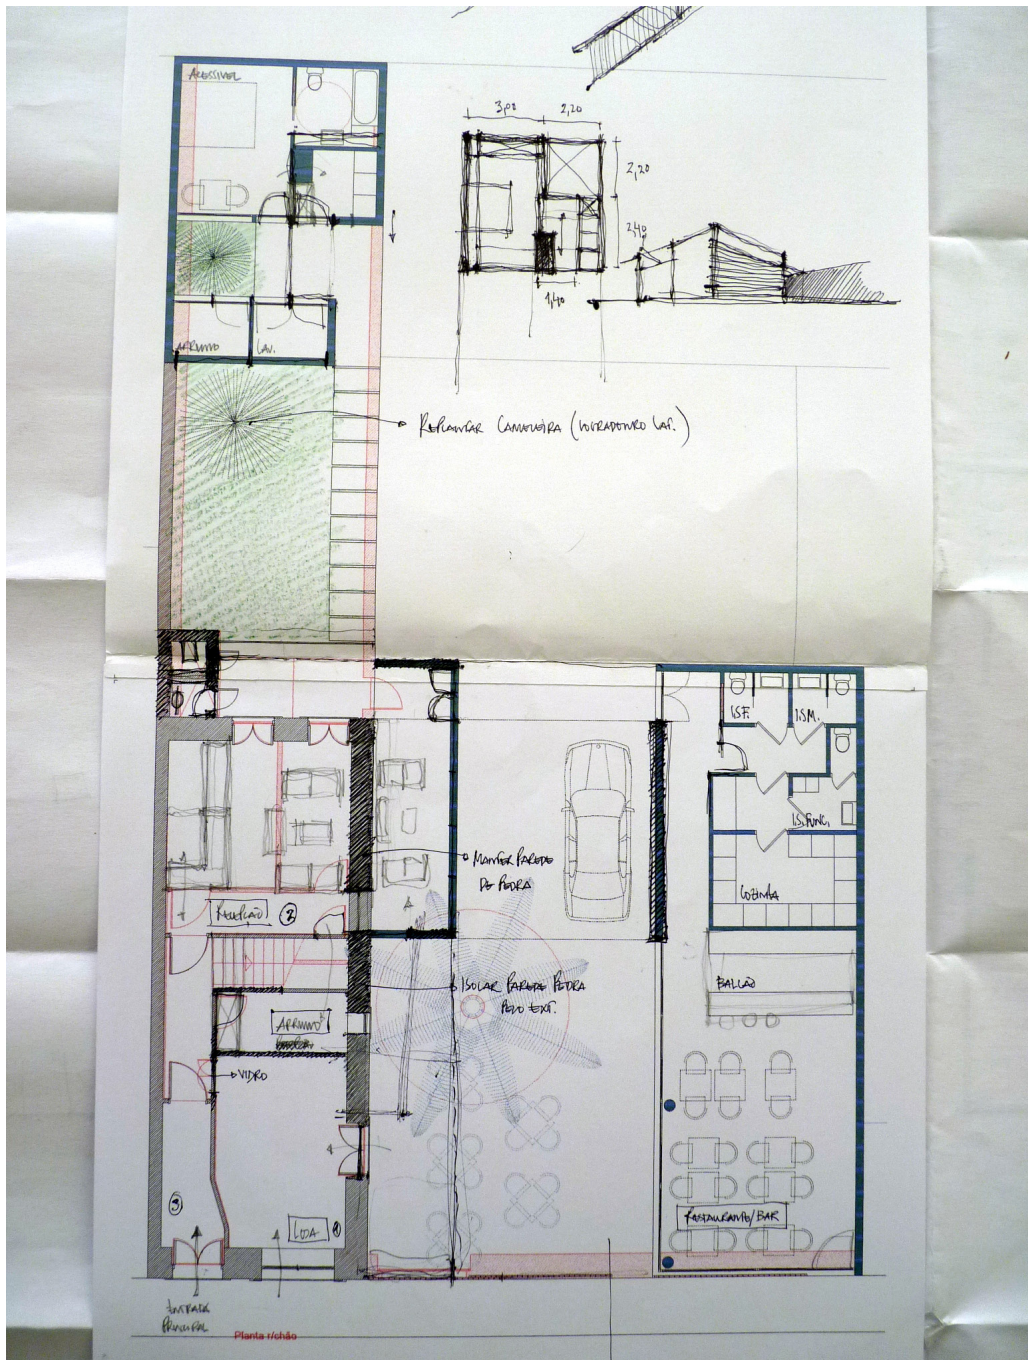 ACESSÍVEL
3,00
2,20
2,20
2,40
1,40
ARRUMO
LAV.
REPLANTAR CAMELEIRA (LOGRADOURO LAT.)
I.S.F.
I.S.M.
I.S. FUNC.
MANTER PAREDE
DE PEDRA
COZINHA
RECEPÇÃO
2
ISOLAR PAREDE PEDRA
PELO EXT.
BALCÃO
ARRUMO
VIDRO
3
LOJA
RESTAURANTE/BAR
ENTRADA
PRINCIPAL
Planta r/chão